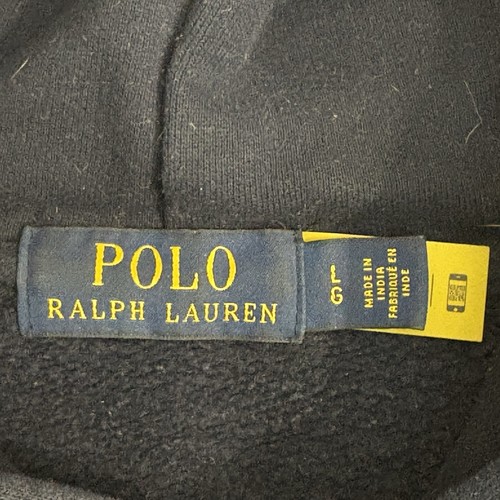 POLO
RALPH LAUREN
L
G
MADE IN
INDIA
FABRIQUÉ EN
INDE